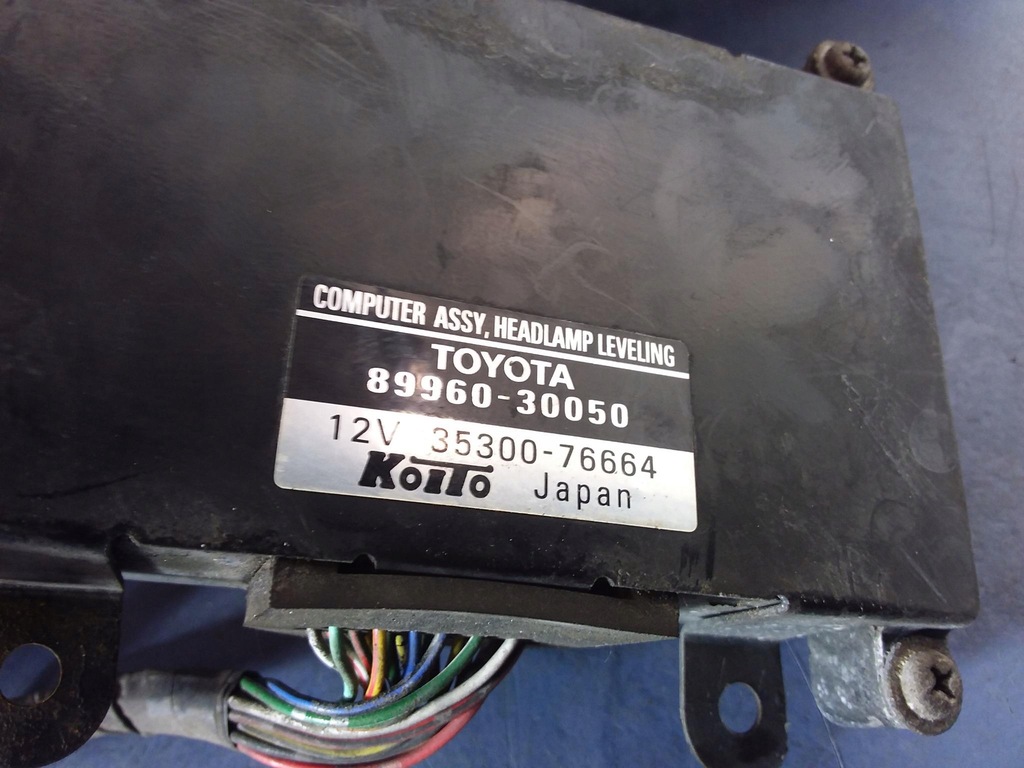 COMPUTER ASSY, HEADLAMP LEVELING
TOYOTA
89960-30050
12V 35300-76664
KOITO Japan